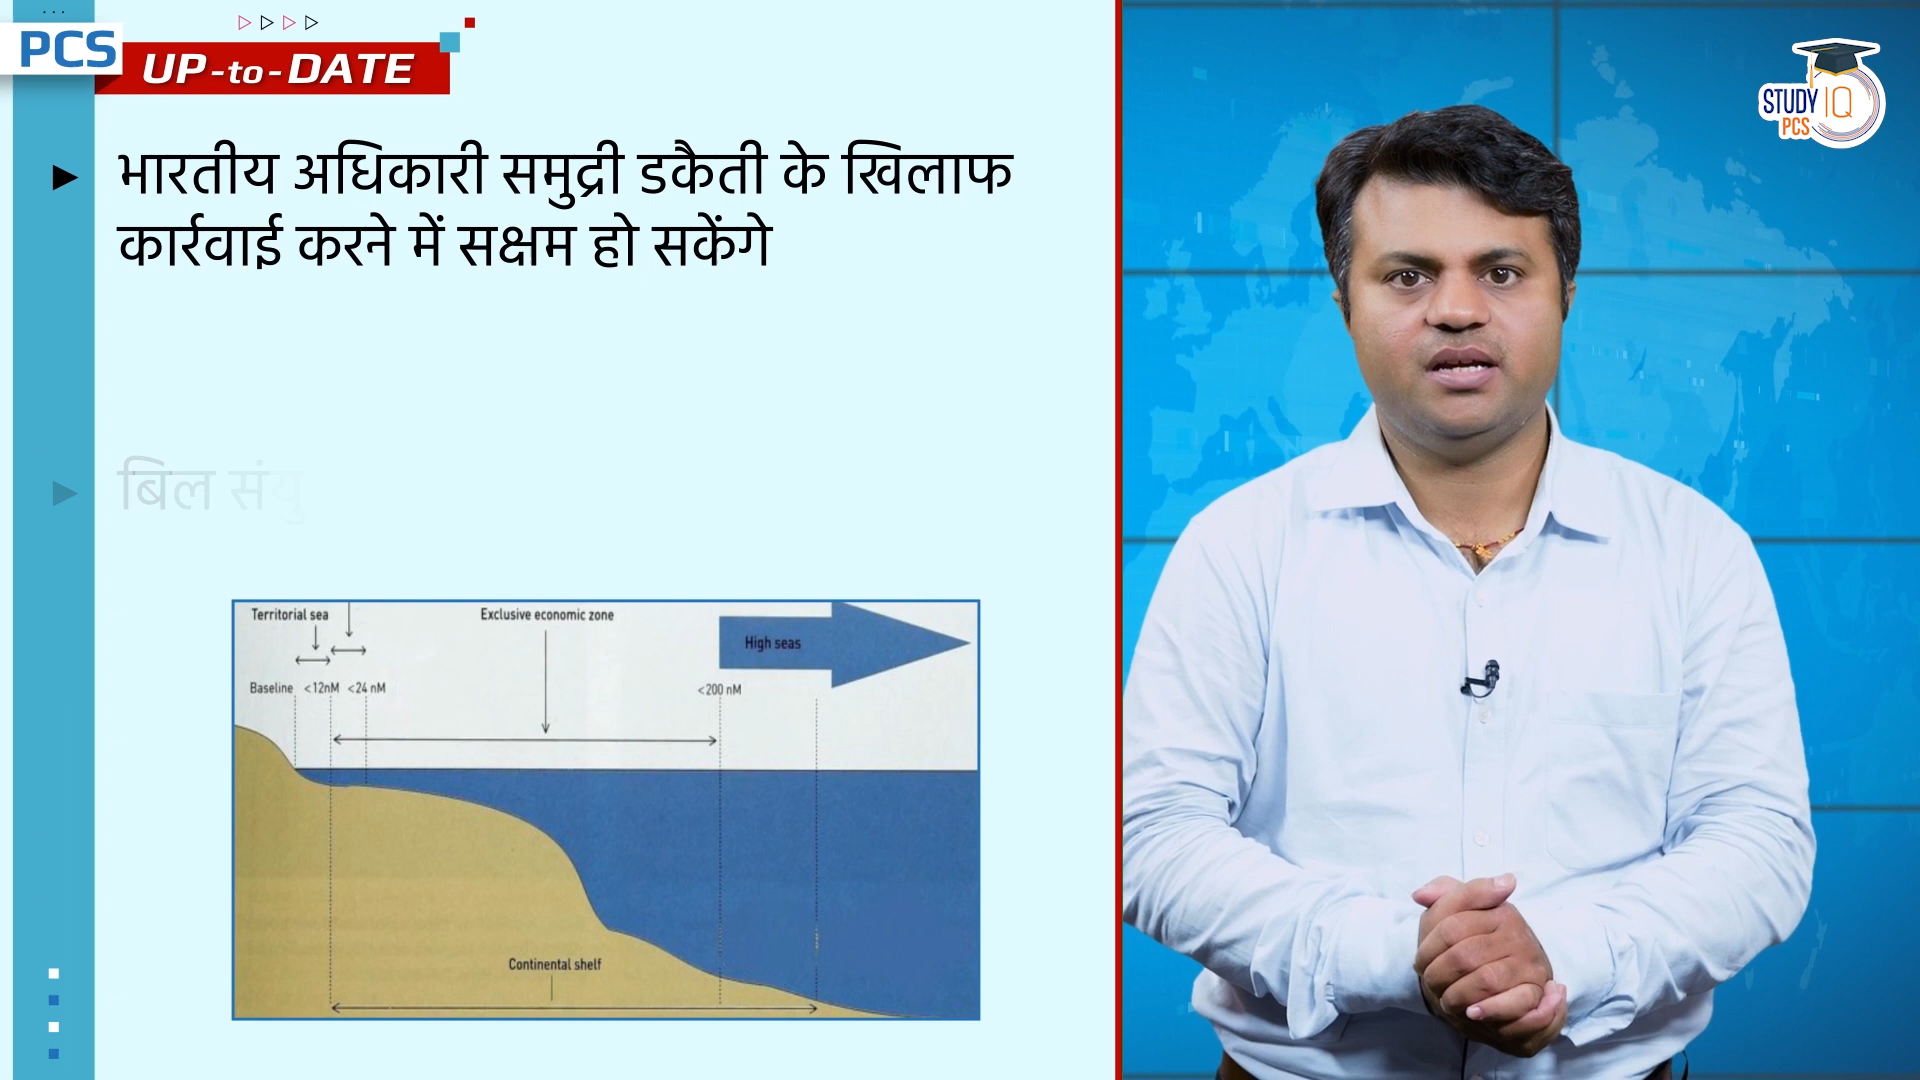 PCS
UP-to-DATE
STUDY IQ
PCS
▶ भारतीय अधिकारी समुद्री डकैती के खिलाफ
कार्रवाई करने में सक्षम हो सकेंगे
▶ बिल
Territorial sea
Exclusive economic zone
High seas
Baseline <12nM <24 nM
<200 nM
Continental shelf